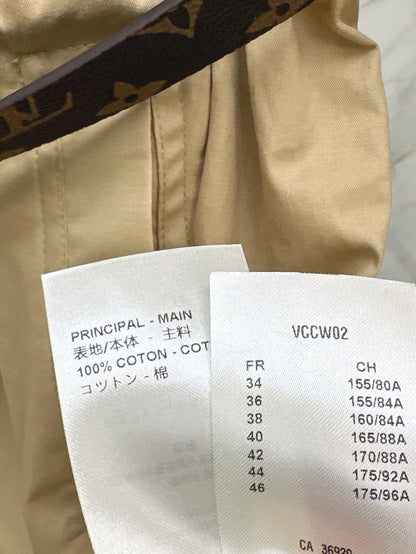 PRINCIPAL - MAIN
表地/本体 - 主料
100% COTON - COT
コットン - 棉
VCCW02
FR CH
34 155/80A
36 155/84A
38 160/84A
40 165/88A
42 170/88A
44 175/92A
46 175/96A
CA 36920